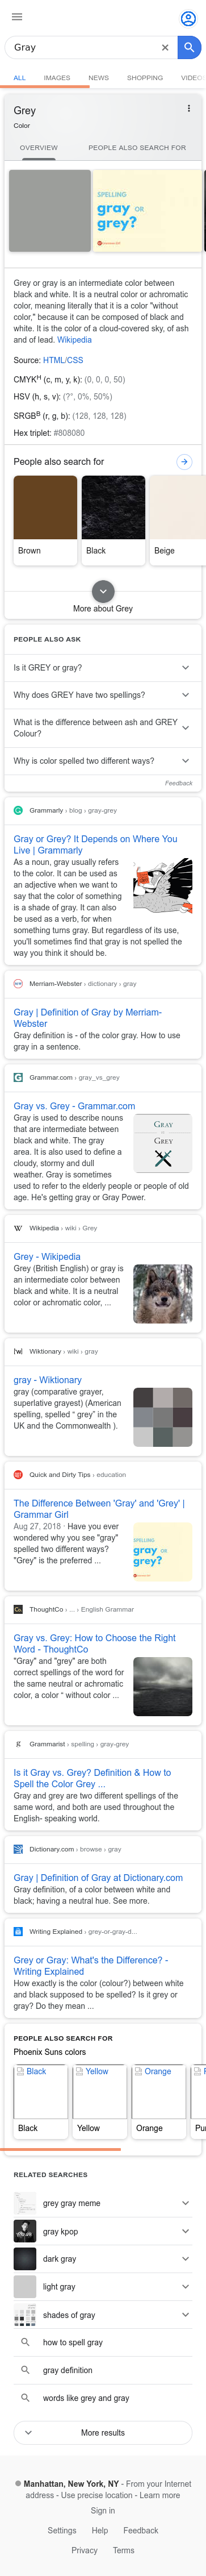 Gray
ALL IMAGES NEWS SHOPPING VIDEO
Grey
Color
OVERVIEW PEOPLE ALSO SEARCH FOR
SPELLING
gray OR
grey?
Grey or gray is an intermediate color between
black and white. It is a neutral color or achromatic
color, meaning literally that it is a color "without
color," because it can be composed of black and
white. It is the color of a cloud-covered sky, of ash
and of lead. Wikipedia
Source: HTML/CSS
CMYKᴴ (c, m, y, k): (0, 0, 0, 50)
HSV (h, s, v): (?°, 0%, 50%)
SRGBᴮ (r, g, b): (128, 128, 128)
Hex triplet: #808080
People also search for
Brown Black Beige
More about Grey
PEOPLE ALSO ASK
Is it GREY or gray?
Why does GREY have two spellings?
What is the difference between ash and GREY
Colour?
Why is color spelled two different ways?
Feedback
Grammarly › blog › gray-grey
Gray or Grey? It Depends on Where You
Live | Grammarly
As a noun, gray usually refers
to the color. It can be used as
an adjective when we want to
say that the color of something
is a shade of gray. It can also
be used as a verb, for when
something turns gray. But regardless of its use,
you'll sometimes find that gray is spelled the
way you think it should be.
Merriam-Webster › dictionary › gray
Gray | Definition of Gray by Merriam-
Webster
Gray definition is - of the color gray. How to use
gray in a sentence.
Grammar.com › gray_vs_grey
Gray vs. Grey - Grammar.com
Gray is used to describe nouns
that are intermediate between
black and white. The gray
area. It is also used to define a
cloudy, stormy and dull
weather. Gray is sometimes
used to refer to the elderly people or people of old
age. He's getting gray or Gray Power.
GRAY
GREY
Wikipedia › wiki › Grey
Grey - Wikipedia
Grey (British English) or gray is
an intermediate color between
black and white. It is a neutral
color or achromatic color, ...
Wiktionary › wiki › gray
gray - Wiktionary
gray (comparative grayer,
superlative grayest) (American
spelling, spelled “ grey” in the
UK and the Commonwealth ).
Quick and Dirty Tips › education
The Difference Between 'Gray' and 'Grey' |
Grammar Girl
Aug 27, 2018 · Have you ever
wondered why you see "gray"
spelled two different ways?
"Grey" is the preferred ...
SPELLING
gray OR
grey?
ThoughtCo › ... › English Grammar
Gray vs. Grey: How to Choose the Right
Word - ThoughtCo
"Gray" and "grey" are both
correct spellings of the word for
the same neutral or achromatic
color, a color “ without color ...
Grammarist › spelling › gray-grey
Is it Gray vs. Grey? Definition & How to
Spell the Color Grey ...
Gray and grey are two different spellings of the
same word, and both are used throughout the
English- speaking world.
Dictionary.com › browse › gray
Gray | Definition of Gray at Dictionary.com
Gray definition, of a color between white and
black; having a neutral hue. See more.
Writing Explained › grey-or-gray-d...
Grey or Gray: What's the Difference? -
Writing Explained
How exactly is the color (colour?) between white
and black supposed to be spelled? Is it grey or
gray? Do they mean ...
PEOPLE ALSO SEARCH FOR
Phoenix Suns colors
Black Yellow Orange
Black Yellow Orange Pur
RELATED SEARCHES
grey gray meme
gray kpop
dark gray
light gray
shades of gray
how to spell gray
gray definition
words like grey and gray
More results
Manhattan, New York, NY - From your Internet
address - Use precise location - Learn more
Sign in
Settings Help Feedback
Privacy Terms